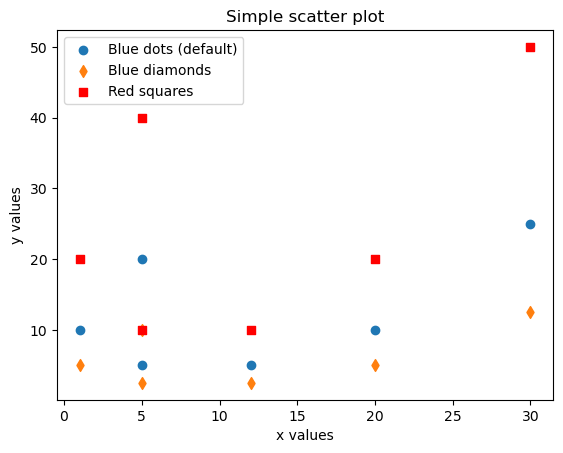 Simple scatter plot
Blue dots (default)
Blue diamonds
Red squares
50
40
30
20
10
y values
0
5
10
15
20
25
30
x values